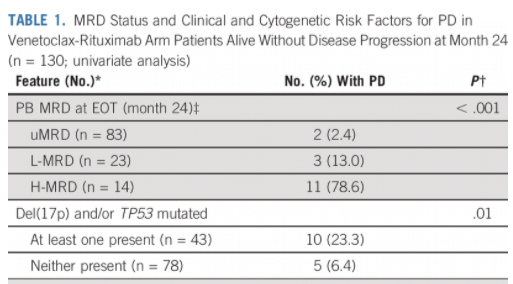 TABLE 1. MRD Status and Clinical and Cytogenetic Risk Factors for PD in
Venetoclax-Rituximab Arm Patients Alive Without Disease Progression at Month 24
(n = 130; univariate analysis)
Feature (No.)* No. (%) With PD P†
PB MRD at EOT (month 24)‡ < .001
uMRD (n = 83) 2 (2.4)
L-MRD (n = 23) 3 (13.0)
H-MRD (n = 14) 11 (78.6)
Del(17p) and/or TP53 mutated .01
At least one present (n = 43) 10 (23.3)
Neither present (n = 78) 5 (6.4)